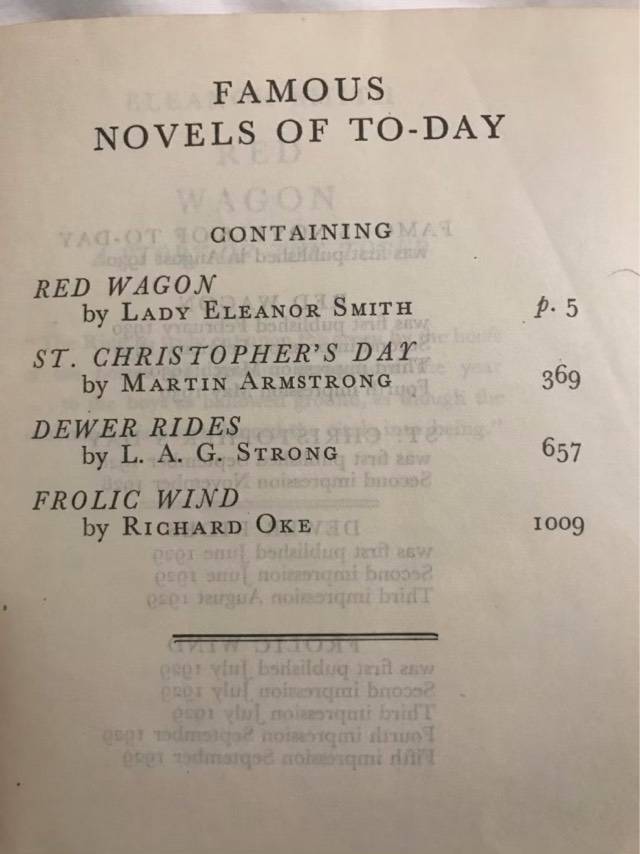 FAMOUS
NOVELS OF TO-DAY
CONTAINING
RED WAGON
by LADY ELEANOR SMITH p. 5
ST. CHRISTOPHER'S DAY
by MARTIN ARMSTRONG 369
DEWER RIDES
by L. A. G. STRONG 657
FROLIC WIND
by RICHARD OKE 1009